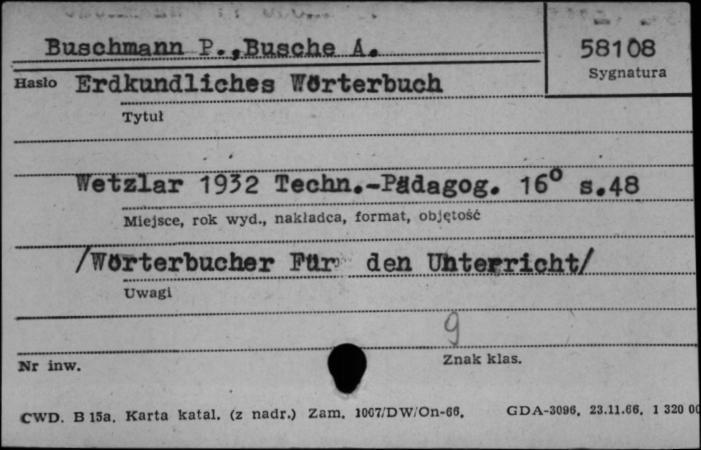 Buschmann P.,Busche A.
58108
Sygnatura
Hasło Erdkundliches Wörterbuch
Tytuł
Wetzlar 1932 Techn.-Pädagog. 16° s.48
Miejsce, rok wyd., nakładca, format, objętość
/Wörterbucher Für den Unterricht/
Uwagi
9
Nr inw.
Znak klas.
CWD. B 15a. Karta katal. (z nadr.) Zam. 1007/DW/On-66. GDA-3096. 23.11.66. 1 320 00